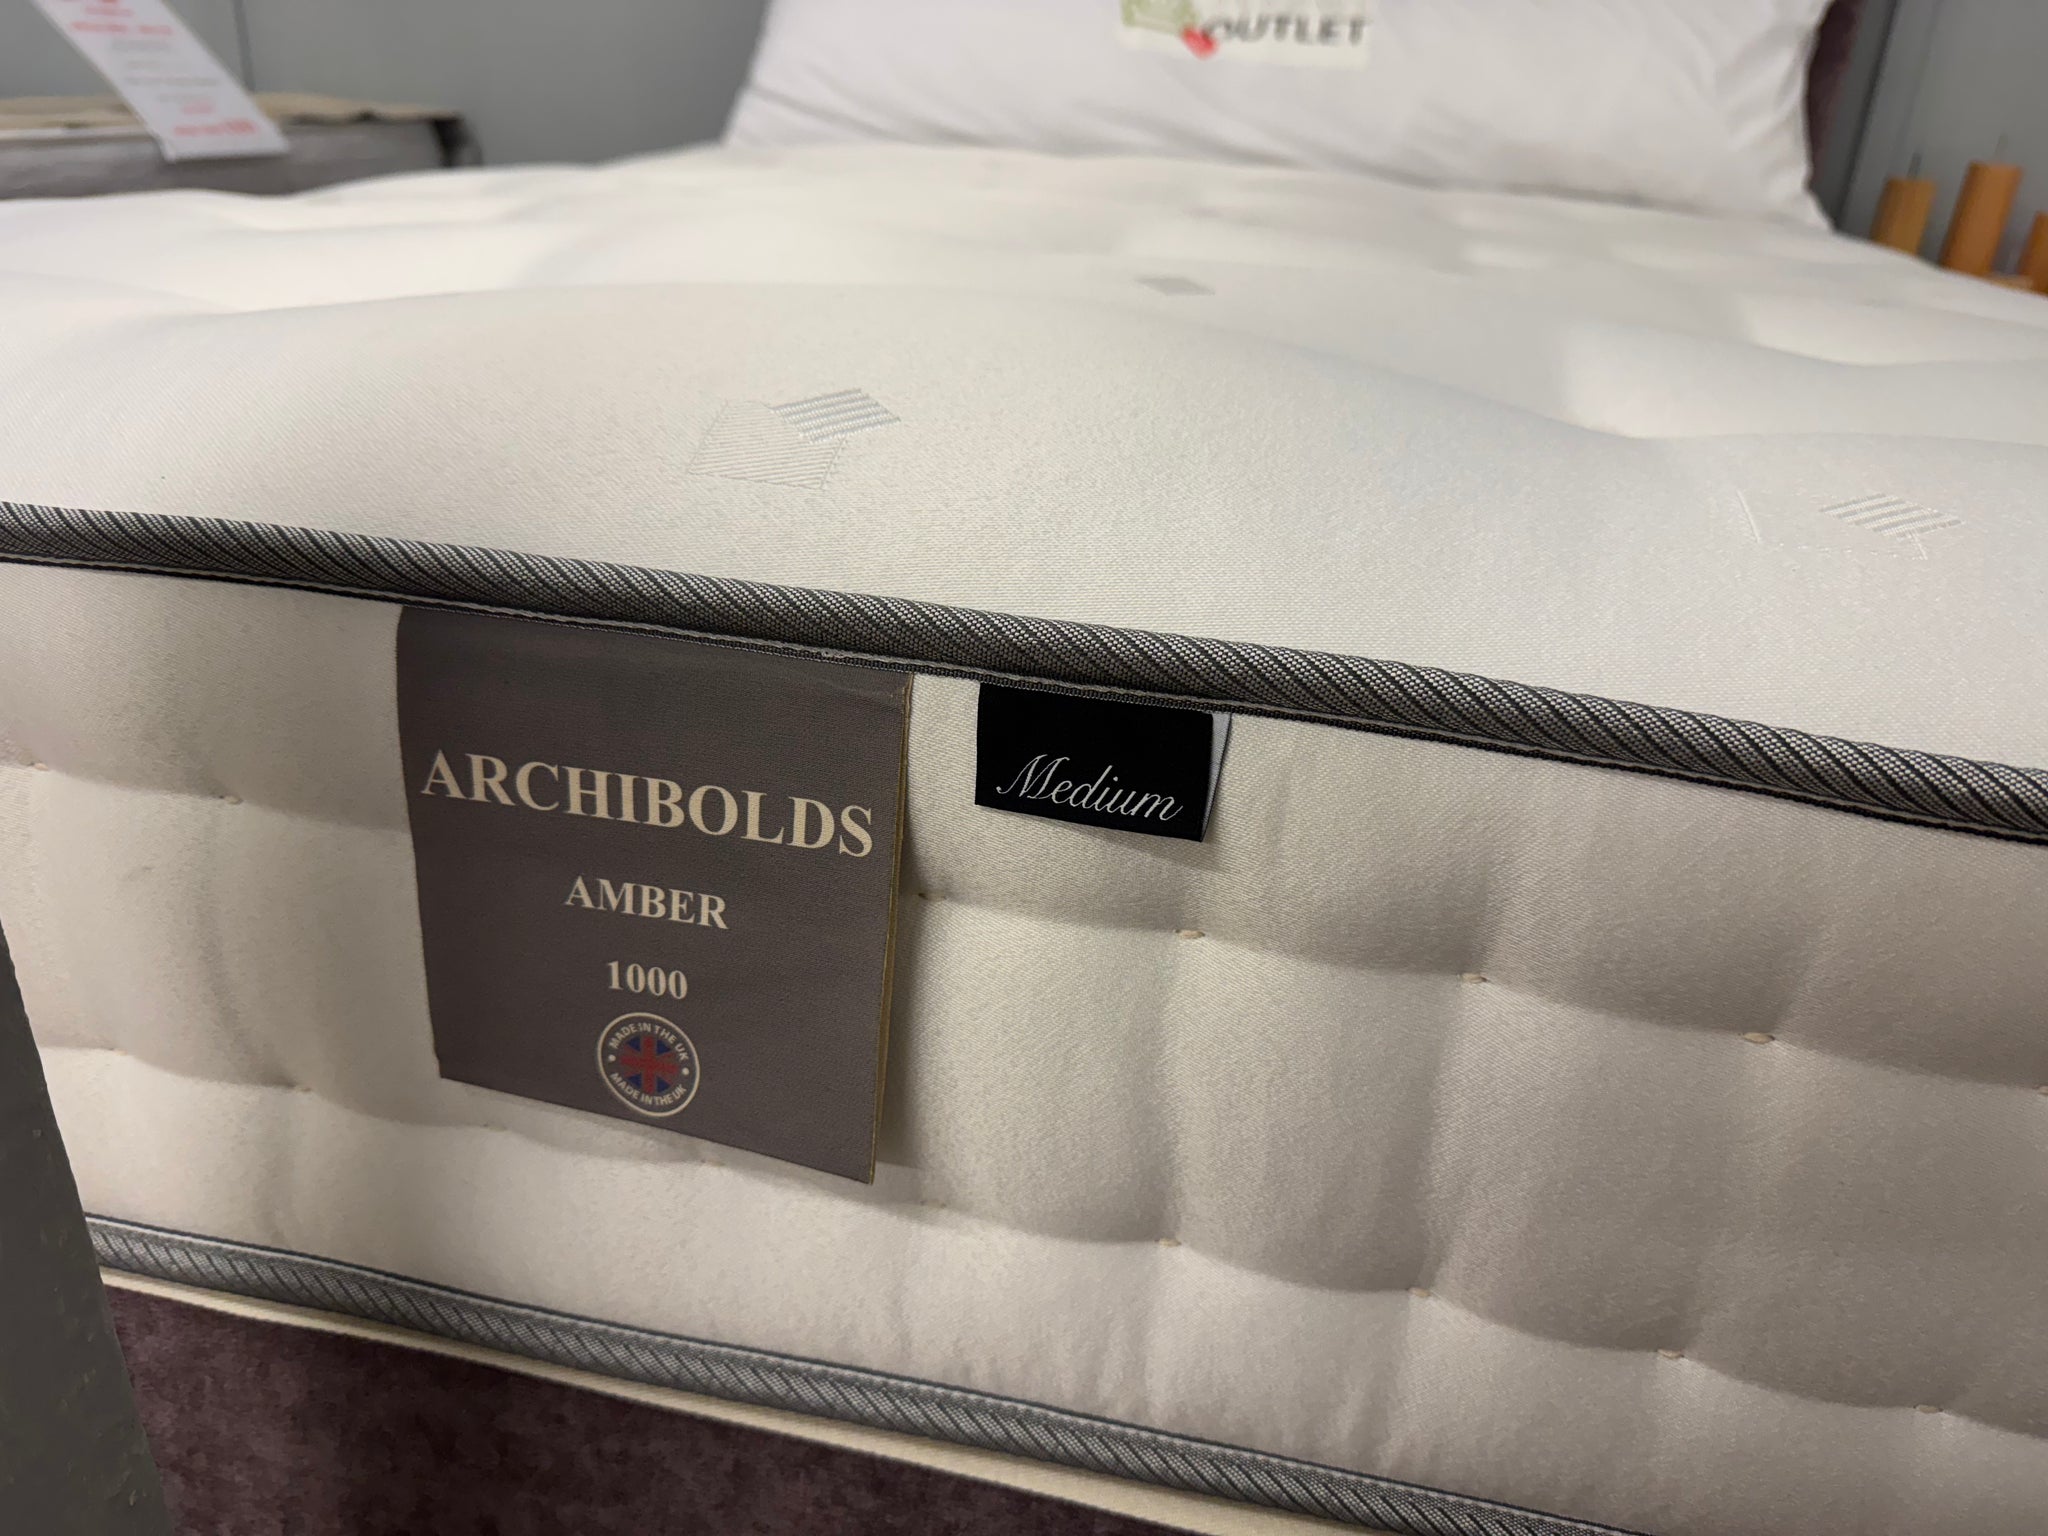 OUTLET
ARCHIBOLDS
AMBER
1000
MADE IN THE UK
MADE IN THE UK
Medium